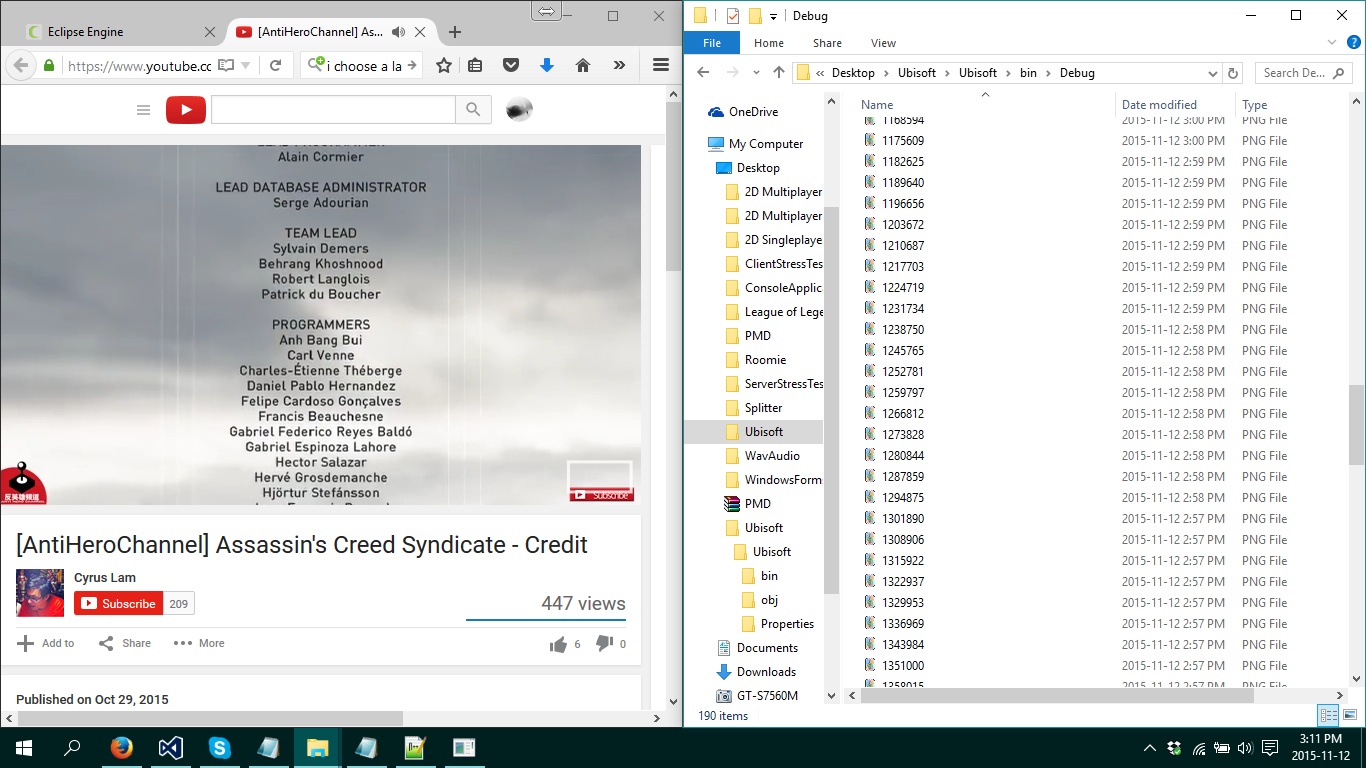 Eclipse Engine
[AntiHeroChannel] As...
https://www.youtube.cc
i choose a la
Alain Cormier
LEAD DATABASE ADMINISTRATOR
Serge Adourian
TEAM LEAD
Sylvain Demers
Behrang Khoshnood
Robert Langlois
Patrick du Boucher
PROGRAMMERS
Anh Bang Bui
Carl Venne
Charles-Étienne Théberge
Daniel Pablo Hernandez
Felipe Cardoso Gonçalves
Francis Beauchesne
Gabriel Federico Reyes Baldó
Gabriel Espinoza Lahore
Hector Salazar
Hervé Grosdemanche
Hjörtur Stefánsson
反英雄頻道
Subscribe
[AntiHeroChannel] Assassin's Creed Syndicate - Credit
Cyrus Lam
Subscribe 209
447 views
Add to Share More 6 0
Published on Oct 29, 2015
Debug
File Home Share View
« Desktop Ubisoft Ubisoft bin Debug
Search De...
OneDrive
My Computer
Desktop
2D Multiplayer
2D Multiplayer
2D Singleplaye
ClientStressTes
ConsoleApplica
League of Lege
PMD
Roomie
ServerStressTes
Splitter
Ubisoft
WavAudio
WindowsForm
PMD
Ubisoft
Ubisoft
bin
obj
Properties
Documents
Downloads
GT-S7560M
Name Date modified Type
1168594 2015-11-12 3:00 PM PNG File
1175609 2015-11-12 3:00 PM PNG File
1182625 2015-11-12 2:59 PM PNG File
1189640 2015-11-12 2:59 PM PNG File
1196656 2015-11-12 2:59 PM PNG File
1203672 2015-11-12 2:59 PM PNG File
1210687 2015-11-12 2:59 PM PNG File
1217703 2015-11-12 2:59 PM PNG File
1224719 2015-11-12 2:59 PM PNG File
1231734 2015-11-12 2:59 PM PNG File
1238750 2015-11-12 2:58 PM PNG File
1245765 2015-11-12 2:58 PM PNG File
1252781 2015-11-12 2:58 PM PNG File
1259797 2015-11-12 2:58 PM PNG File
1266812 2015-11-12 2:58 PM PNG File
1273828 2015-11-12 2:58 PM PNG File
1280844 2015-11-12 2:58 PM PNG File
1287859 2015-11-12 2:58 PM PNG File
1294875 2015-11-12 2:58 PM PNG File
1301890 2015-11-12 2:57 PM PNG File
1308906 2015-11-12 2:57 PM PNG File
1315922 2015-11-12 2:57 PM PNG File
1322937 2015-11-12 2:57 PM PNG File
1329953 2015-11-12 2:57 PM PNG File
1336969 2015-11-12 2:57 PM PNG File
1343984 2015-11-12 2:57 PM PNG File
1351000 2015-11-12 2:57 PM PNG File
1358015 2015-11-12 2:57 PM PNG File
190 items
3:11 PM
2015-11-12